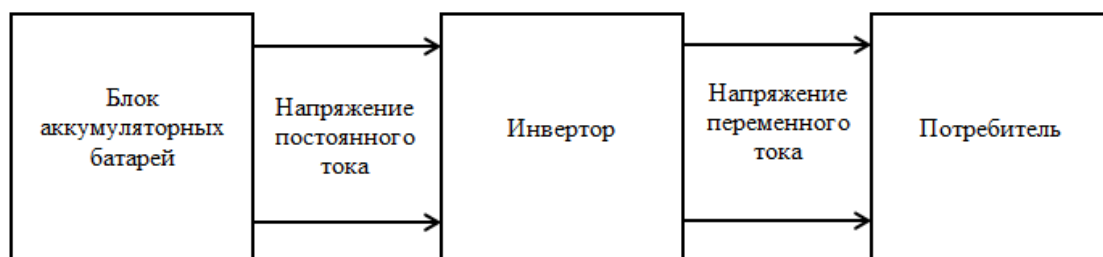 Блок
аккумуляторных
батарей
Напряжение
постоянного
тока
Инвертор
Напряжение
переменного
тока
Потребитель